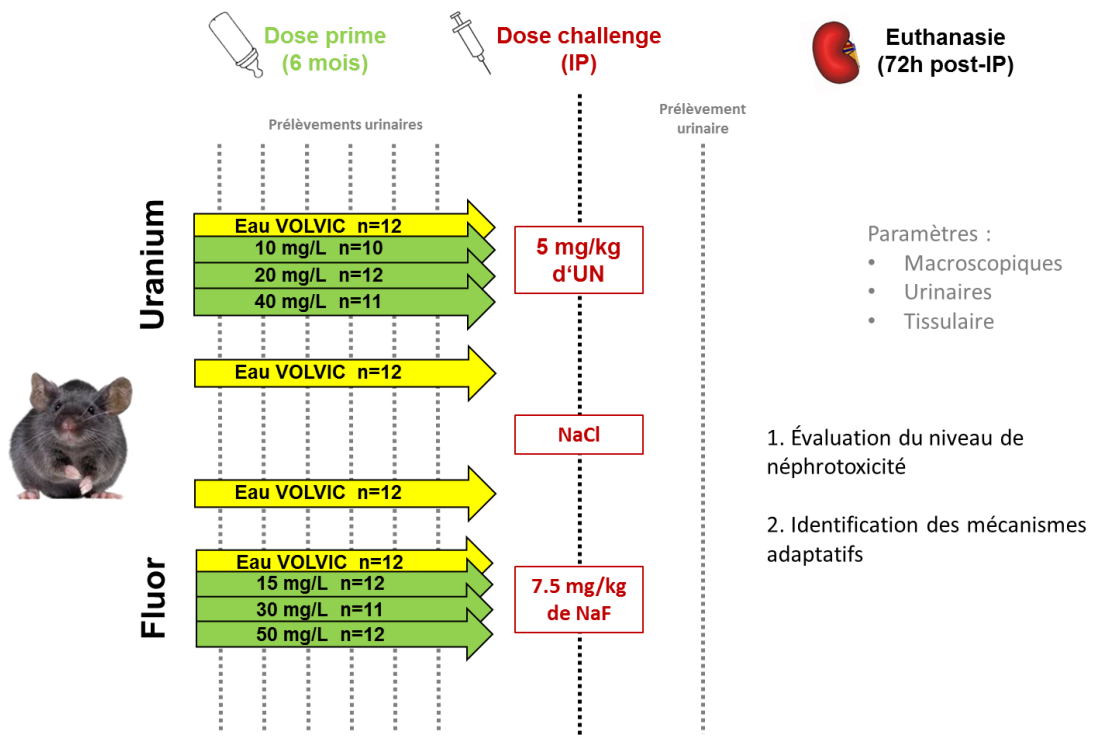 Dose prime
(6 mois)
Dose challenge
(IP)
Euthanasie
(72h post-IP)
Prélèvements urinaires
Prélèvement
urinaire
Uranium
Eau VOLVIC n=12
10 mg/L n=10
20 mg/L n=12
40 mg/L n=11
5 mg/kg
d‘UN
Paramètres :
• Macroscopiques
• Urinaires
• Tissulaire
Eau VOLVIC n=12
NaCl
Eau VOLVIC n=12
1. Évaluation du niveau de
néphrotoxicité
2. Identification des mécanismes
adaptatifs
Fluor
Eau VOLVIC n=12
15 mg/L n=12
30 mg/L n=11
50 mg/L n=12
7.5 mg/kg
de NaF